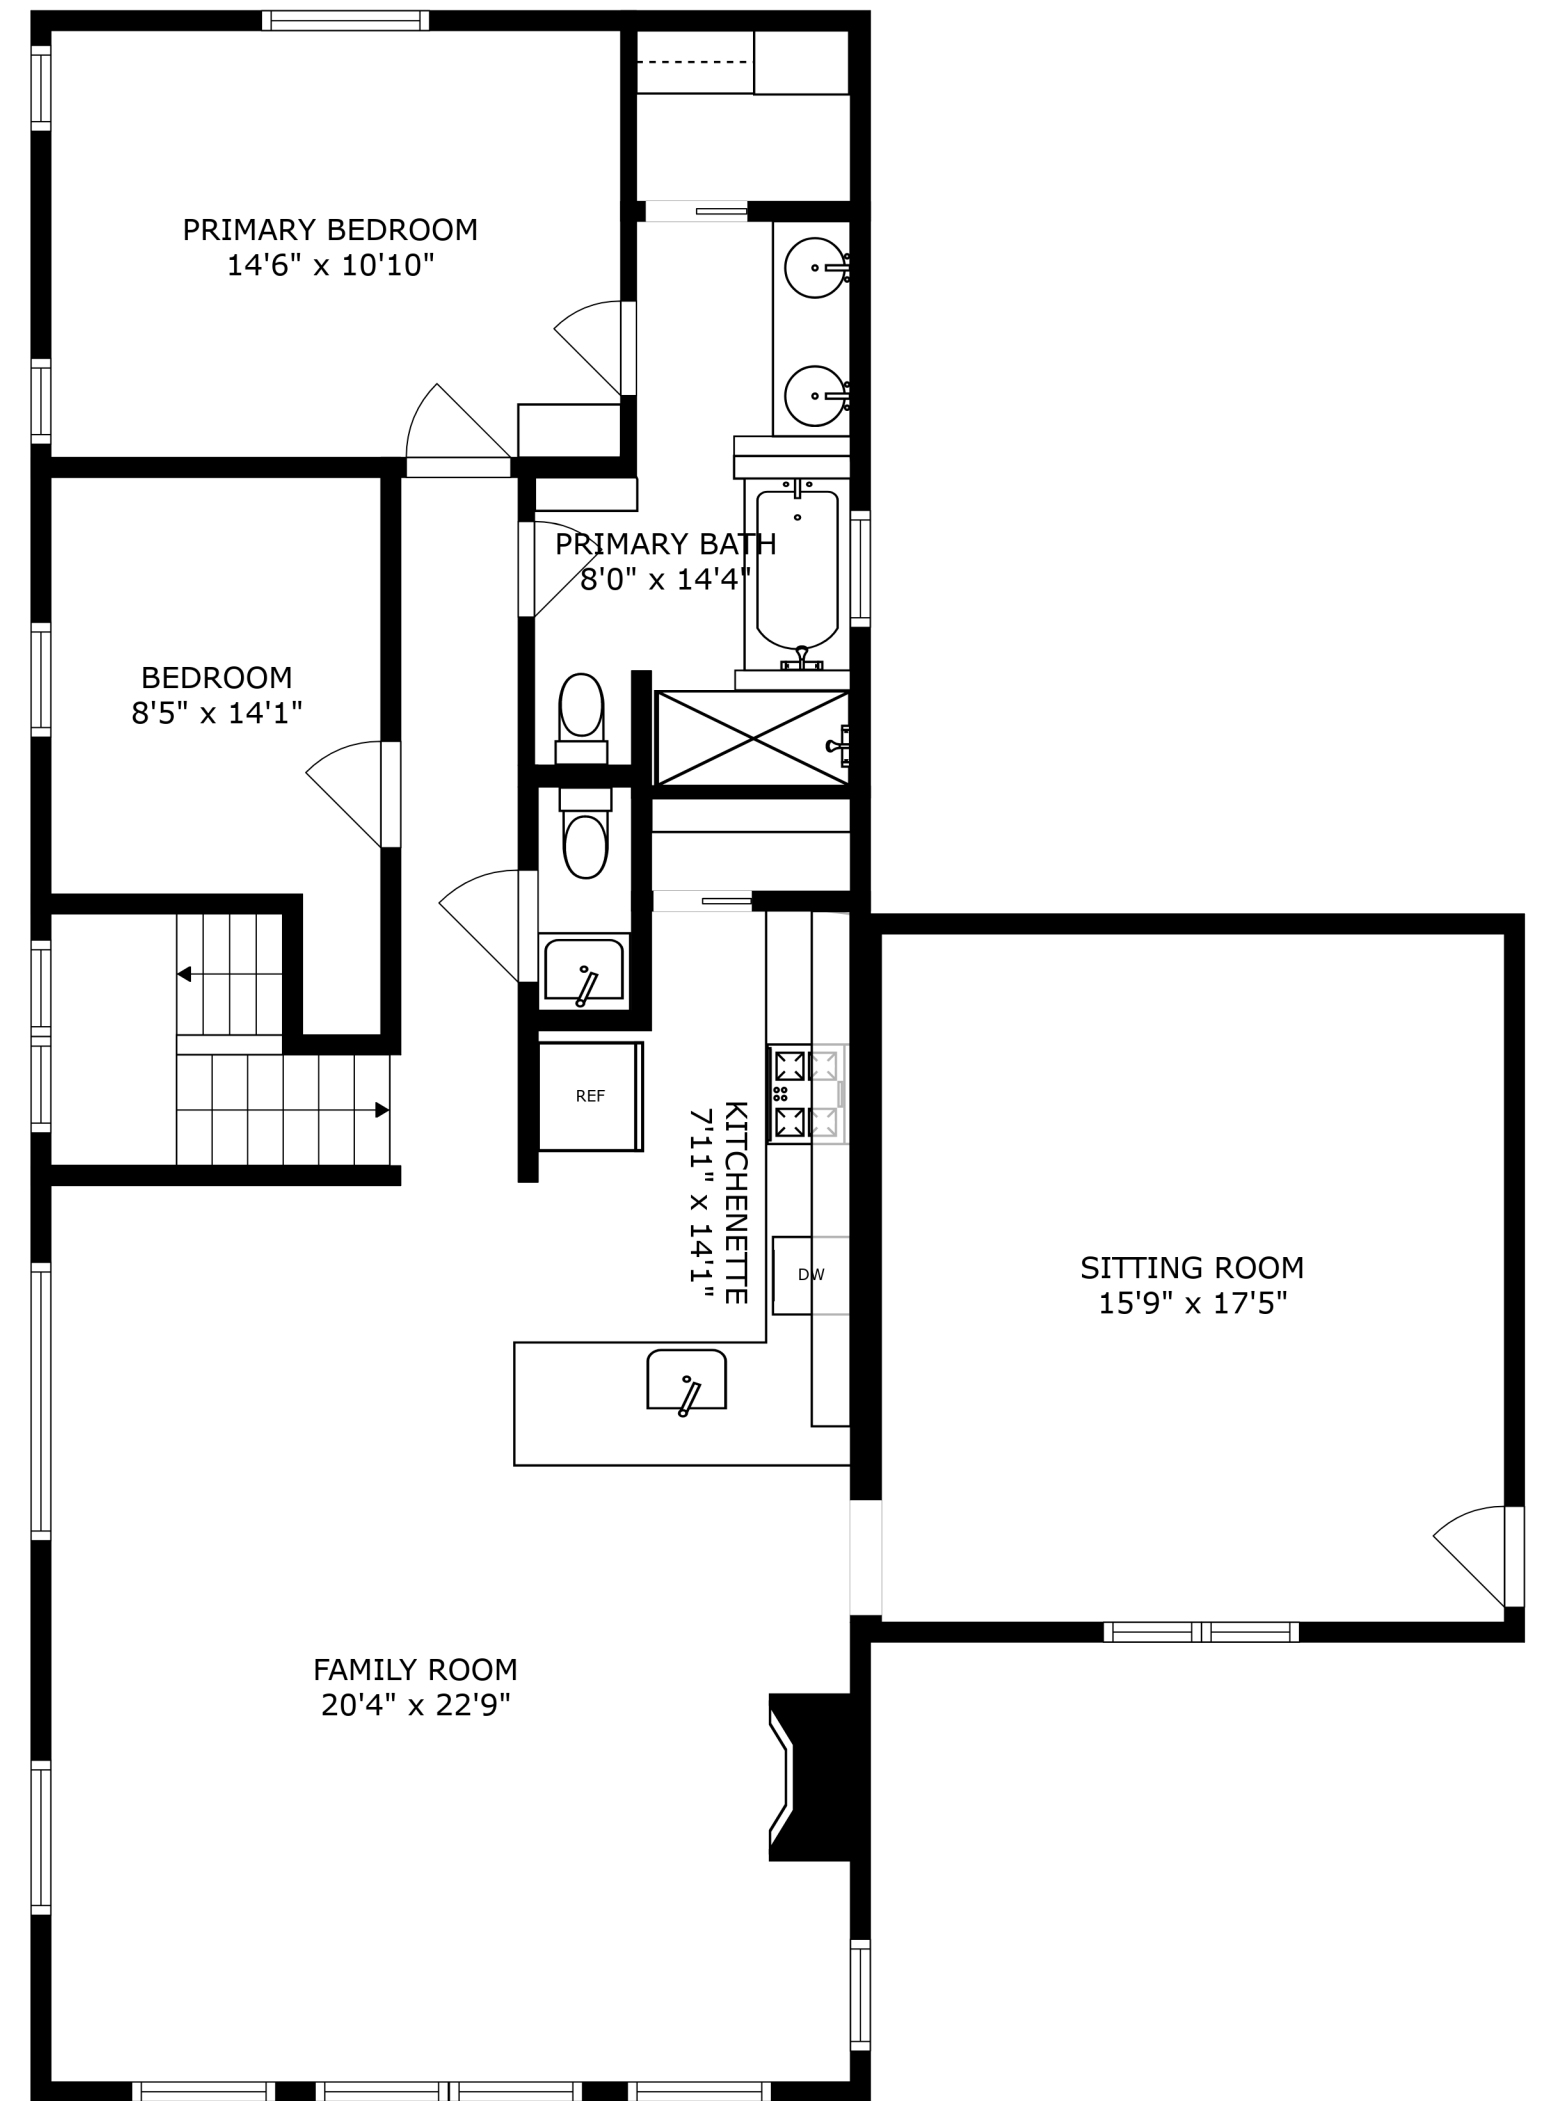 PRIMARY BEDROOM
14'6" x 10'10"
PRIMARY BATH
8'0" x 14'4"
BEDROOM
8'5" x 14'1"
REF
KITCHENETTE
7'11" x 14'1"
DW
SITTING ROOM
15'9" x 17'5"
FAMILY ROOM
20'4" x 22'9"